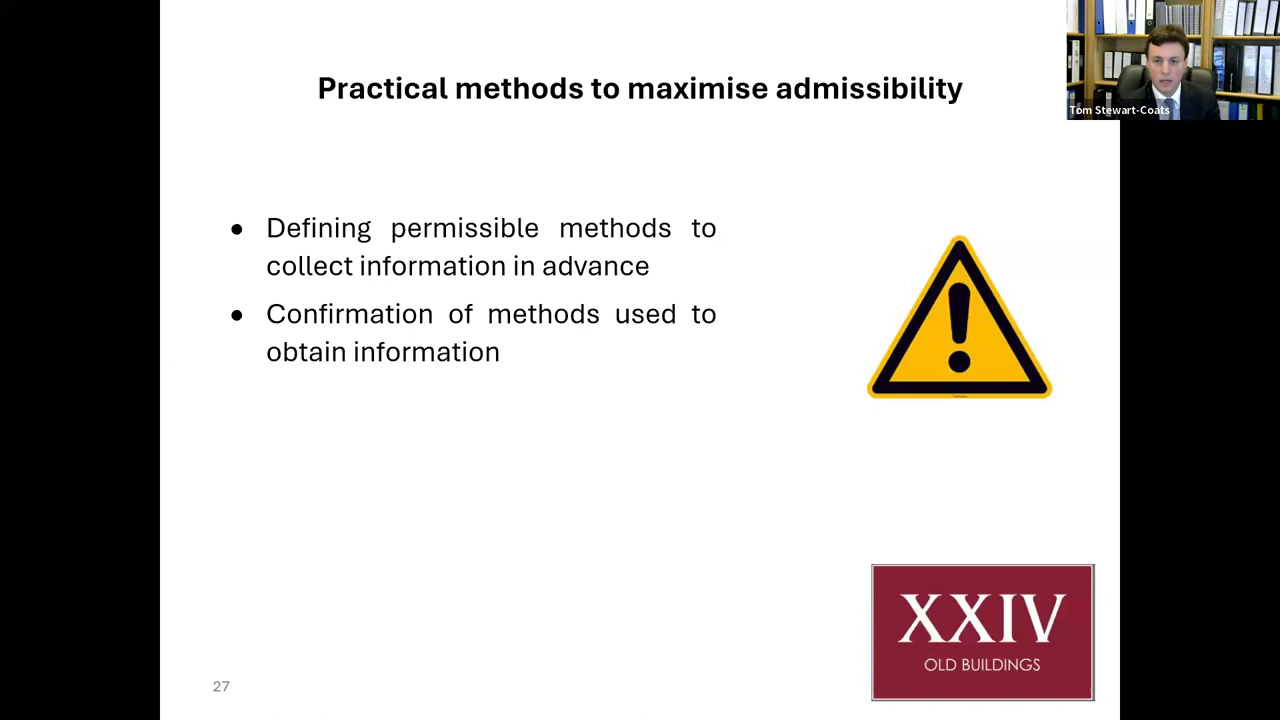 Practical methods to maximise admissibility
Tom Stewart-Coats
● Defining permissible methods to
collect information in advance
● Confirmation of methods used to
obtain information
XXIV
OLD BUILDINGS
27